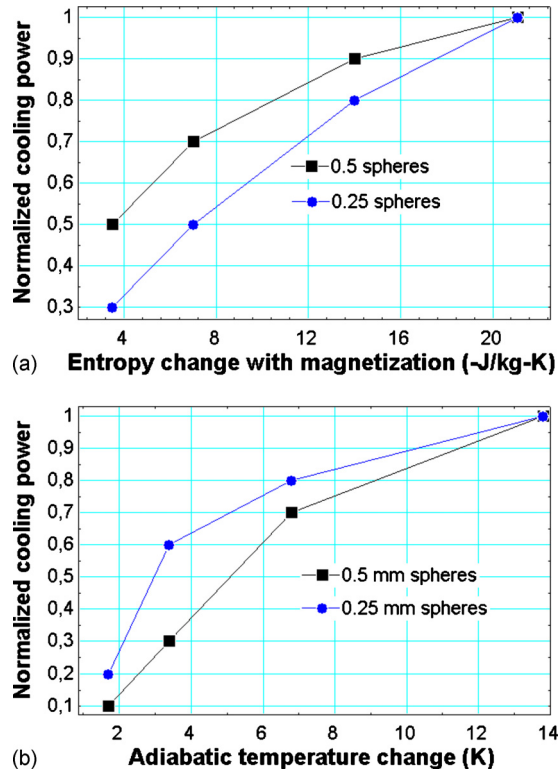 1
0,9
0,8
0,7
0,6
0,5
0,4
0,3
Normalized cooling power
0.5 spheres
0.25 spheres
4 8 12 16 20
(a) Entropy change with magnetization (-J/kg-K)
1
0,9
0,8
0,7
0,6
0,5
0,4
0,3
0,2
0,1
Normalized cooling power
0.5 mm spheres
0.25 mm spheres
2 4 6 8 10 12 14
(b) Adiabatic temperature change (K)